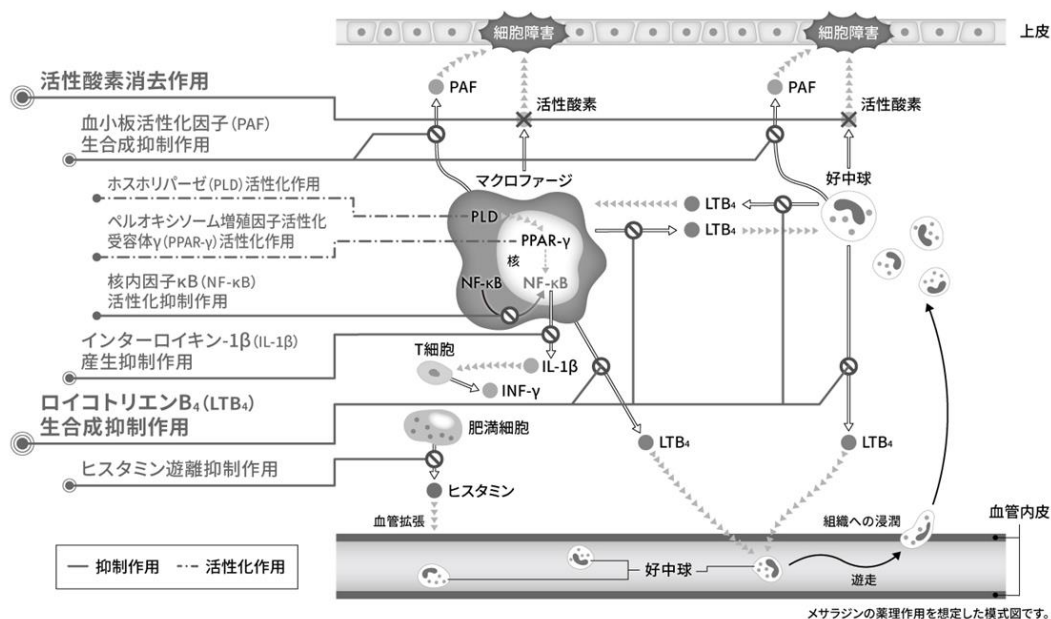 細胞障害
細胞障害
上皮
活性酸素消去作用
PAF
PAF
活性酸素
活性酸素
血小板活性化因子(PAF)
生合成抑制作用
マクロファージ
好中球
ホスホリパーゼ(PLD)活性化作用
PLD
LTB₄
LTB₄
ペルオキシソーム増殖因子活性化
受容体γ(PPAR-γ)活性化作用
PPAR-γ
核
核内因子κB(NF-κB)
活性化抑制作用
NF-κB
NF-κB
インターロイキン-1β(IL-1β)
産生抑制作用
T細胞
IL-1β
INF-γ
ロイコトリエンB₄(LTB₄)
生合成抑制作用
肥満細胞
LTB₄
LTB₄
ヒスタミン遊離抑制作用
ヒスタミン
血管拡張
組織への浸潤
血管内皮
抑制作用
活性化作用
好中球
遊走
メサラジンの薬理作用を想定した模式図です。